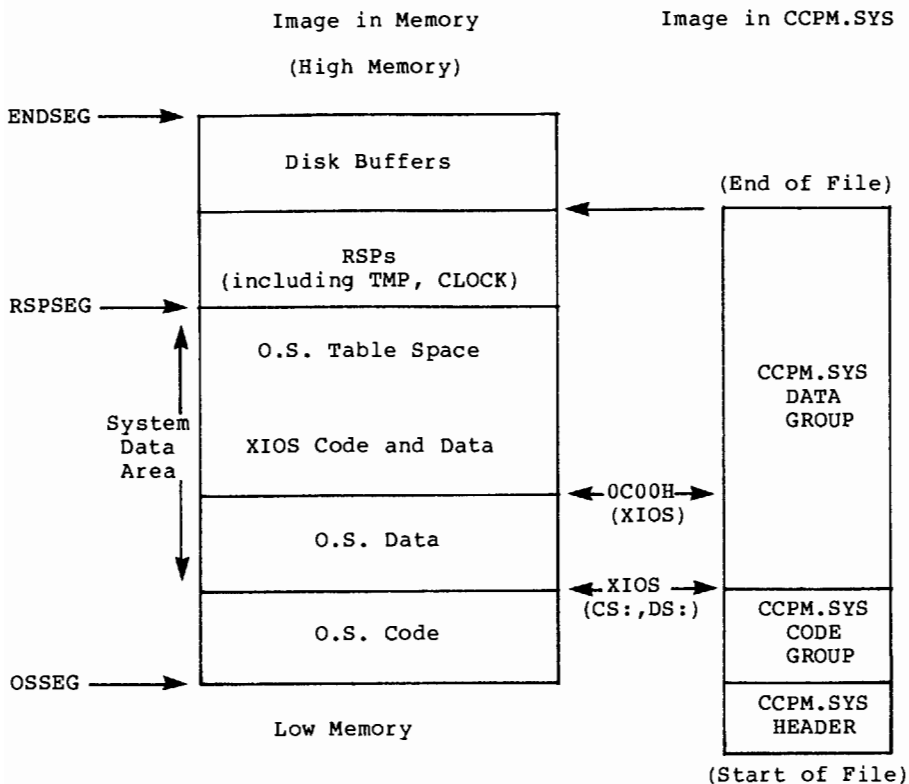 Image in Memory
Image in CCPM.SYS
(High Memory)
ENDSEG
Disk Buffers
(End of File)
RSPs
(including TMP, CLOCK)
RSPSEG
O.S. Table Space
CCPM.SYS
DATA
GROUP
System
Data
Area
XIOS Code and Data
0C00H
(XIOS)
O.S. Data
XIOS
(CS:,DS:)
O.S. Code
CCPM.SYS
CODE
GROUP
OSSEG
CCPM.SYS
HEADER
Low Memory
(Start of File)